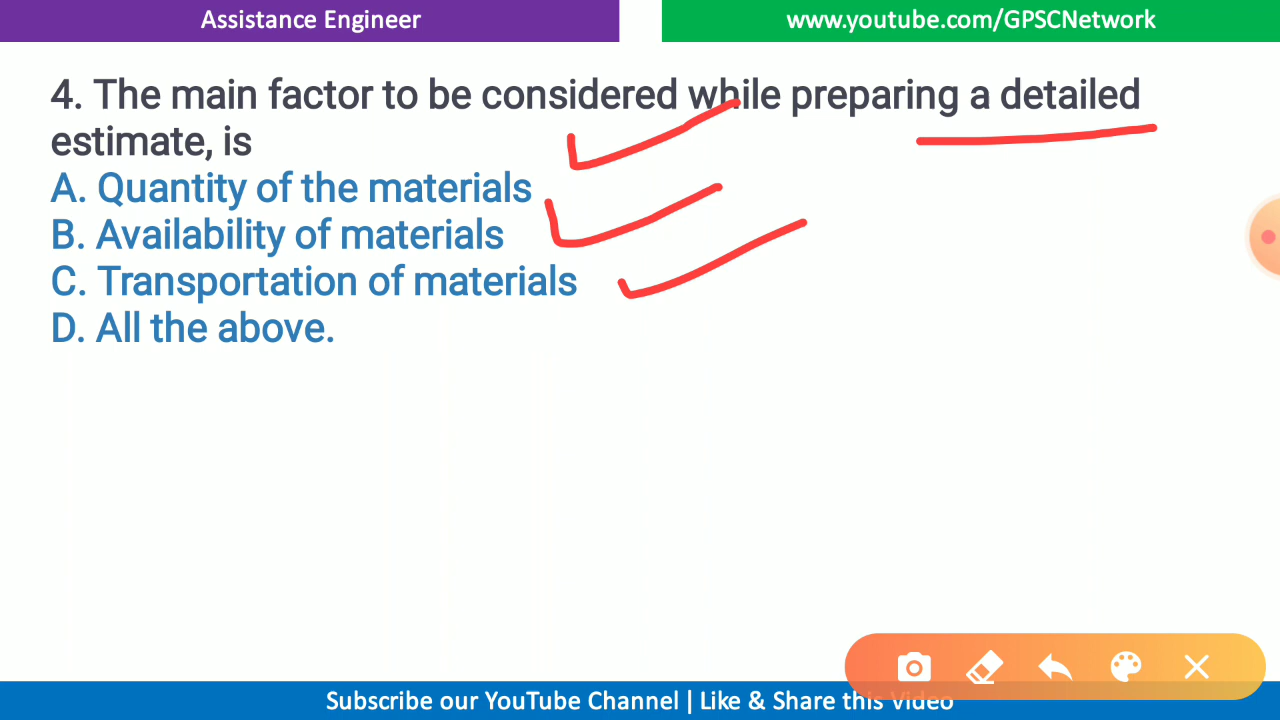 Assistance Engineer
www.youtube.com/GPSCNetwork
4. The main factor to be considered while preparing a detailed
estimate, is
A. Quantity of the materials
B. Availability of materials
C. Transportation of materials
D. All the above.
Subscribe our YouTube Channel | Like & Share this Video